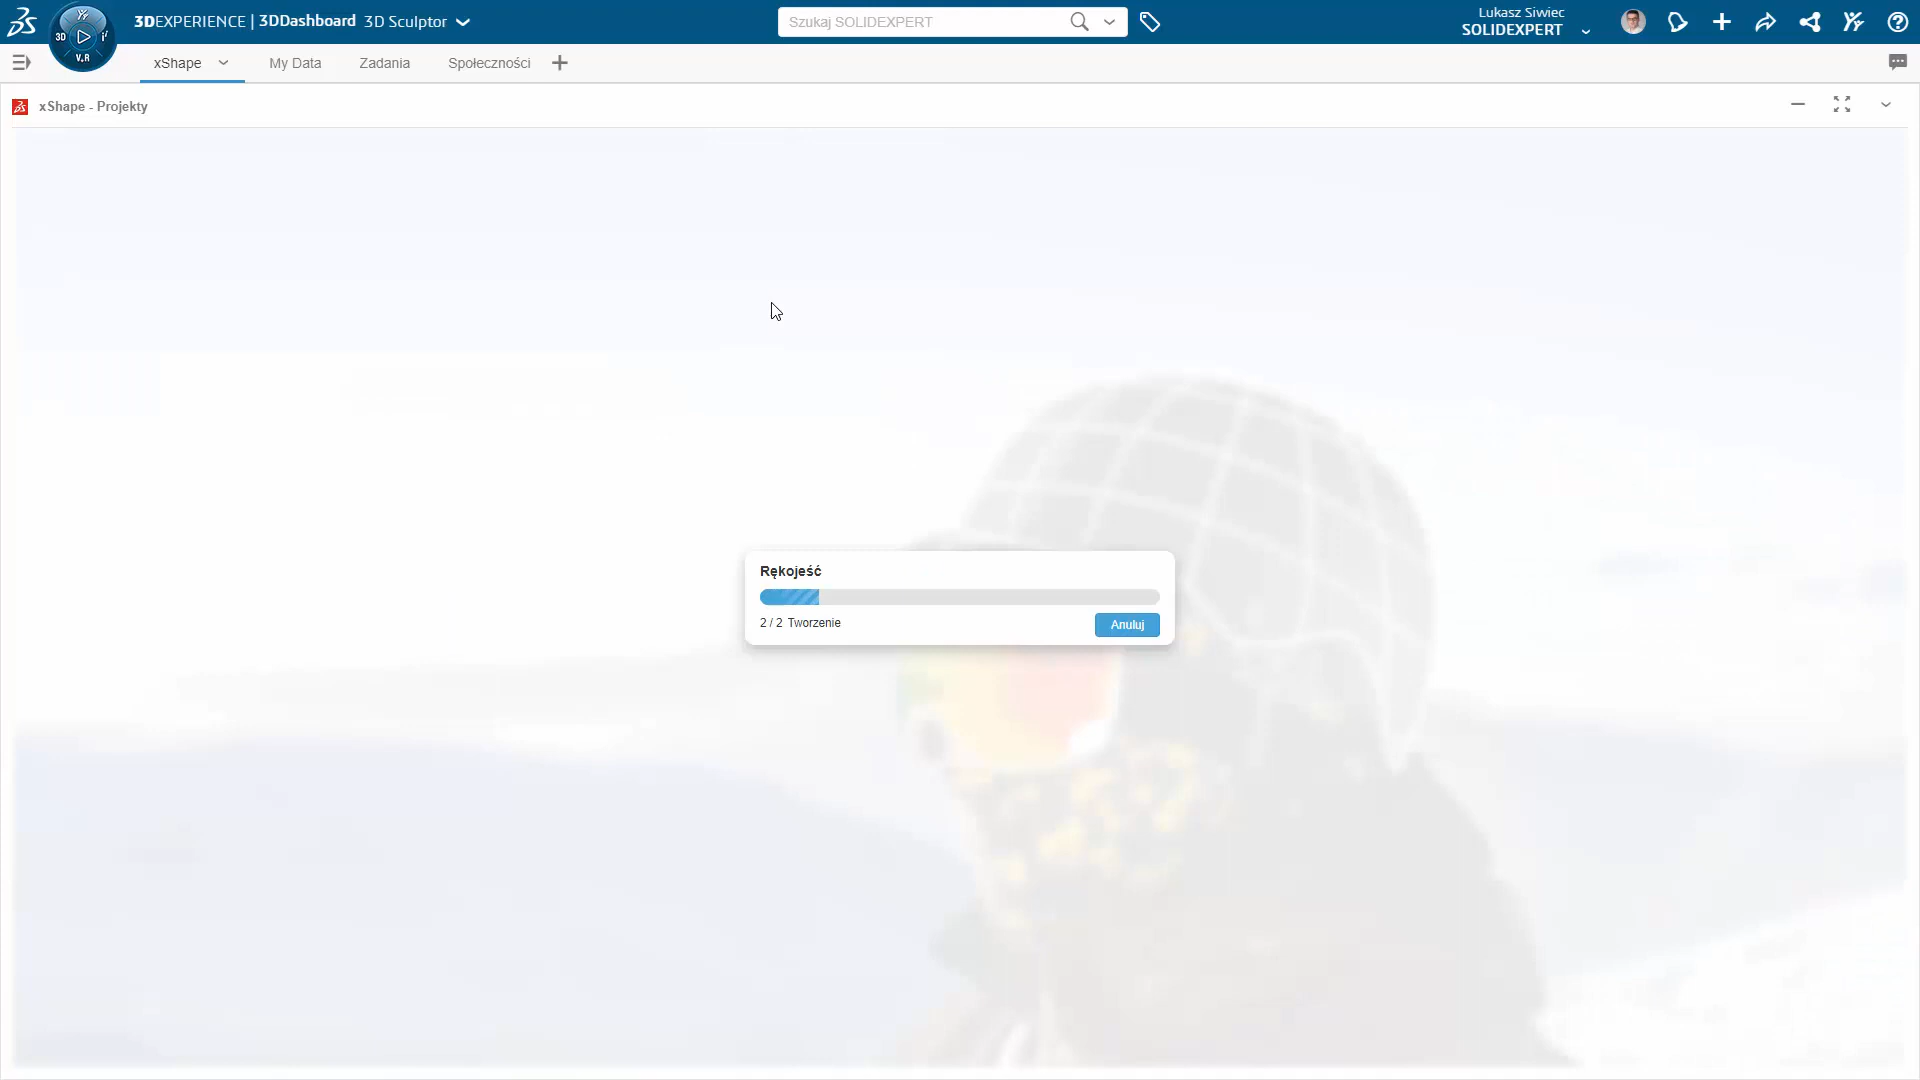 3DEXPERIENCE | 3DDashboard 3D Sculptor
Szukaj SOLIDEXPERT
Lukasz Siwiec
SOLIDEXPERT
3D
V.R
xShape
My Data
Zadania
Społeczności
xShape - Projekty
Rękojeść
2 / 2 Tworzenie
Anuluj